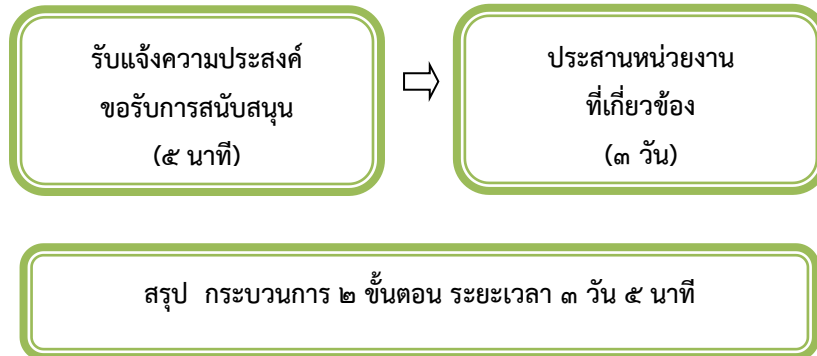 รับแจ้งความประสงค์
ขอรับการสนับสนุน
(๕ นาที)
ประสานหน่วยงาน
ที่เกี่ยวข้อง
(๓ วัน)
สรุป กระบวนการ ๒ ขั้นตอน ระยะเวลา ๓ วัน ๕ นาที